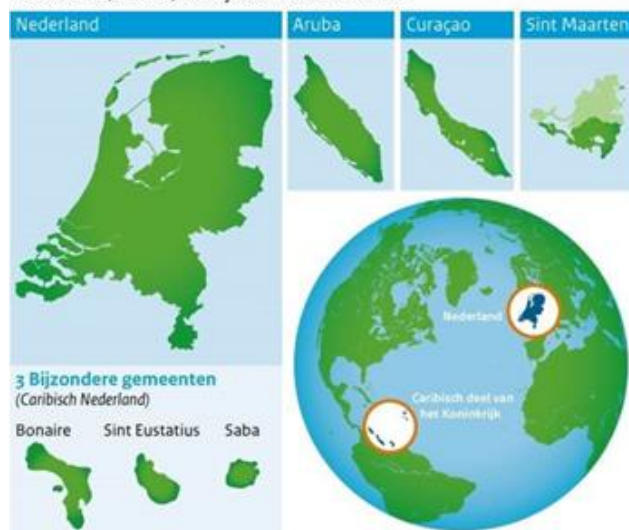 Nederland
Aruba
Curaçao
Sint Maarten
Nederland
Caribisch deel van
het Koninkrijk
3 Bijzondere gemeenten
(Caribisch Nederland)
Bonaire
Sint Eustatius
Saba